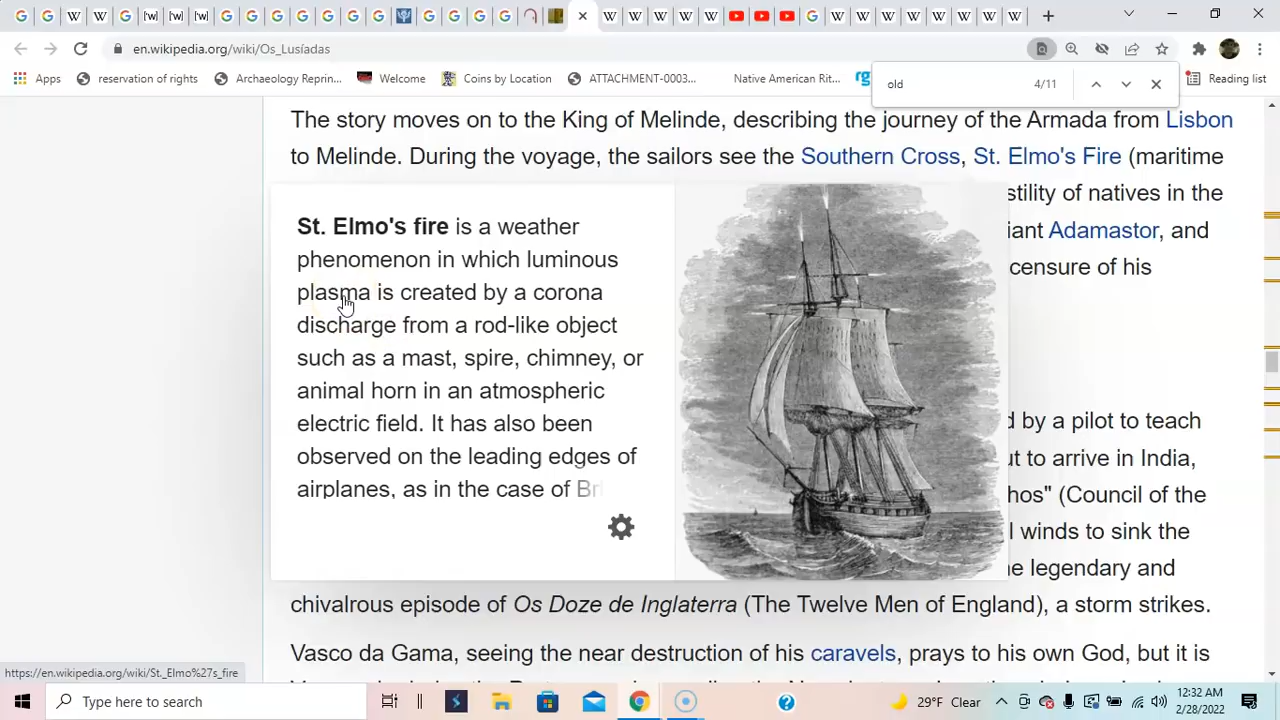 en.wikipedia.org/wiki/Os_Lusíadas
Apps
reservation of rights
Archaeology Reprin...
Welcome
Coins by Location
ATTACHMENT-0003...
Native American Rit...
rg
Reading list
old
4/11
The story moves on to the King of Melinde, describing the journey of the Armada from Lisbon
to Melinde. During the voyage, the sailors see the Southern Cross, St. Elmo's Fire (maritime
stility of natives in the
iant Adamastor, and
censure of his
St. Elmo's fire is a weather
phenomenon in which luminous
plasma is created by a corona
discharge from a rod-like object
such as a mast, spire, chimney, or
animal horn in an atmospheric
electric field. It has also been
observed on the leading edges of
airplanes, as in the case of Bri
d by a pilot to teach
ut to arrive in India,
hos" (Council of the
l winds to sink the
ne legendary and
chivalrous episode of Os Doze de Inglaterra (The Twelve Men of England), a storm strikes.
Vasco da Gama, seeing the near destruction of his caravels, prays to his own God, but it is
https://en.wikipedia.org/wiki/St._Elmo%27s_fire
Type here to search
29°F Clear
12:32 AM
2/28/2022